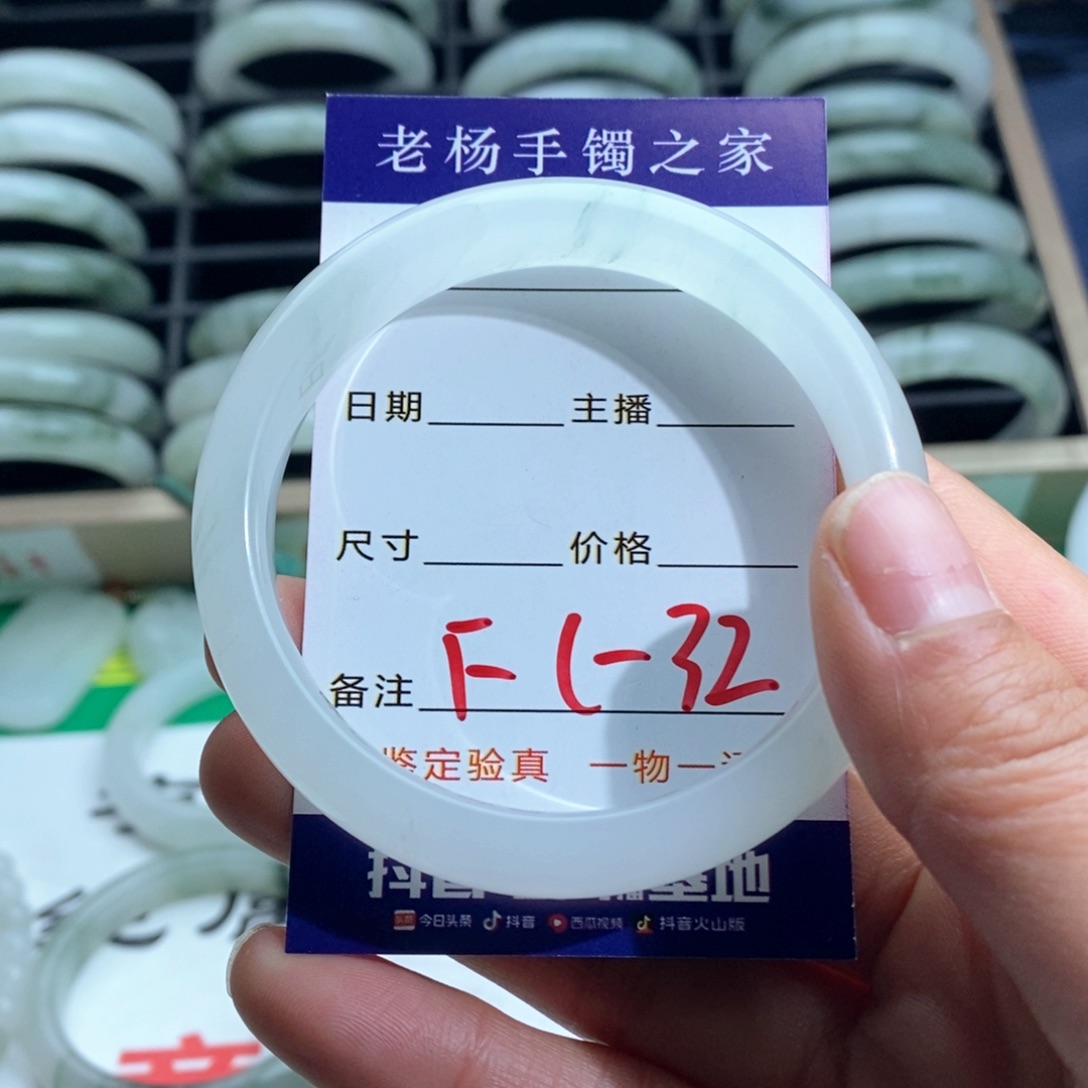 老杨手镯之家
日期 主播
尺寸 价格
备注 F L-32
鉴定验真 一物一
今日头条 抖音 西瓜视频 抖音火山版